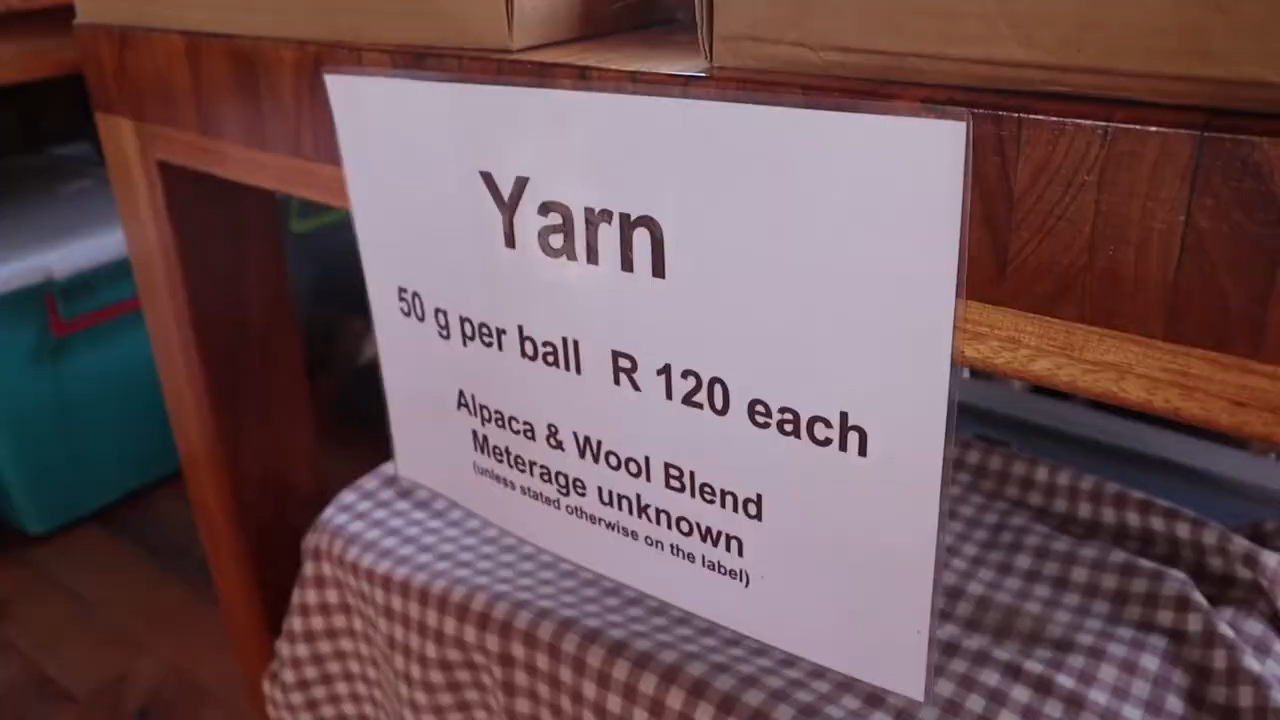 Yarn
50 g per ball R 120 each
Alpaca & Wool Blend
Meterage unknown
(unless stated otherwise on the label)